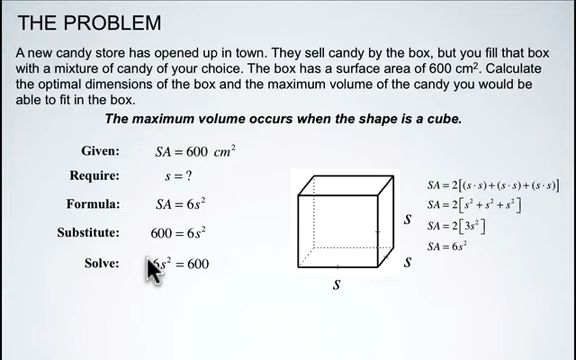 THE PROBLEM
A new candy store has opened up in town. They sell candy by the box, but you fill that box
with a mixture of candy of your choice. The box has a surface area of 600 cm². Calculate
the optimal dimensions of the box and the maximum volume of the candy you would be
able to fit in the box.
The maximum volume occurs when the shape is a cube.
Given: SA = 600 cm²
Require: s = ?
Formula: SA = 6s²
Substitute: 600 = 6s²
Solve: 6s² = 600
s
s
s
SA = 2[(s · s) + (s · s) + (s · s)]
SA = 2[s² + s² + s²]
SA = 2[3s²]
SA = 6s²